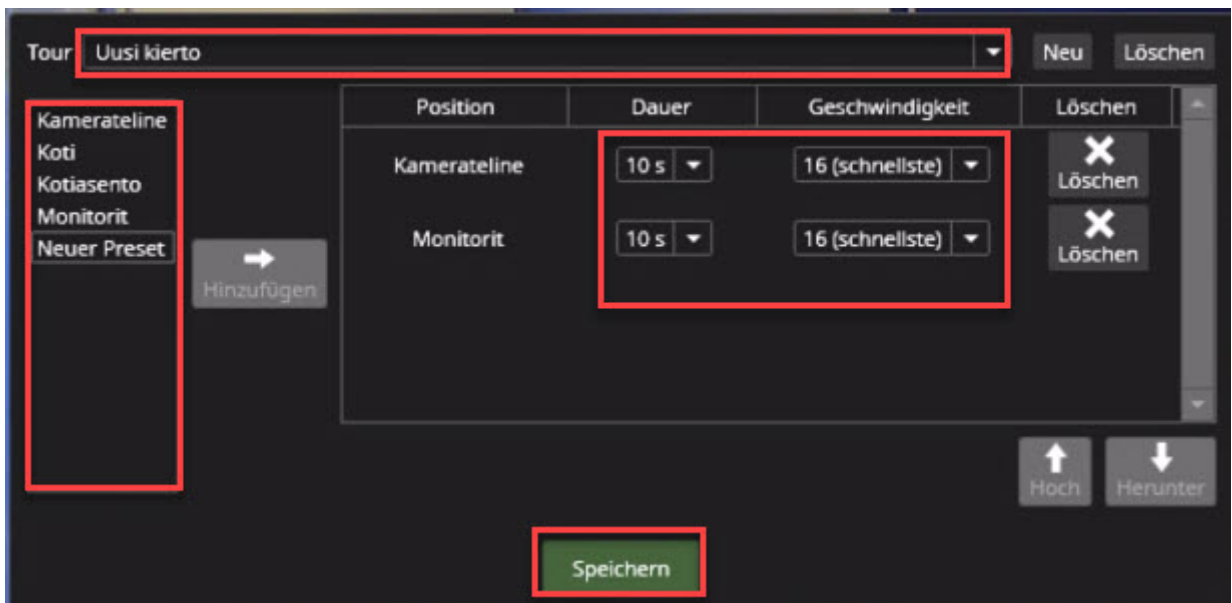 Tour Uusi kierto Neu Löschen
Position Dauer Geschwindigkeit Löschen
Kamerateline
Koti
Kotiasento
Monitorit
Neuer Preset
Hinzufügen
Kamerateline 10 s 16 (schnellste) Löschen
Monitorit 10 s 16 (schnellste) Löschen
Hoch Herunter
Speichern